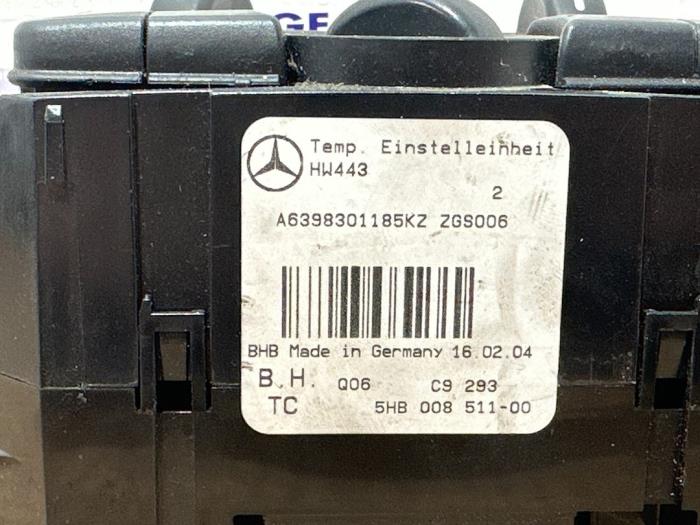 GE
Temp. Einstelleinheit
HW443
2
A6398301185KZ ZGS006
BHB Made in Germany 16.02.04
B.H. Q06 C9 293
TC 5HB 008 511-00